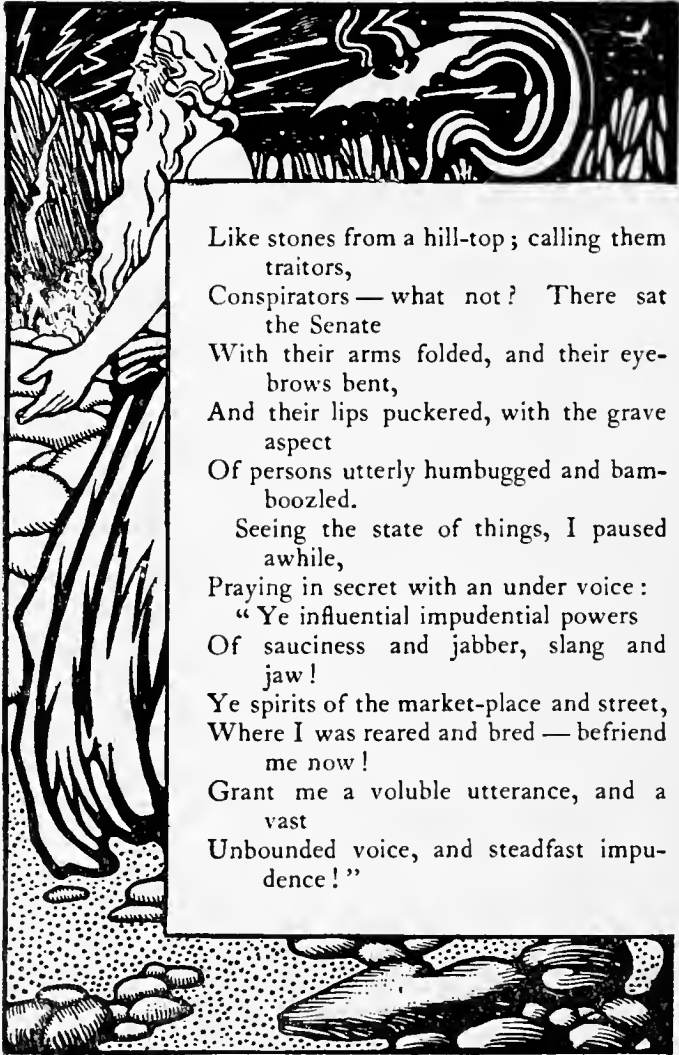 Like stones from a hill-top ; calling them
traitors,
Conspirators — what not ? There sat
the Senate
With their arms folded, and their eye-
brows bent,
And their lips puckered, with the grave
aspect
Of persons utterly humbugged and bam-
boozled.
Seeing the state of things, I paused
awhile,
Praying in secret with an under voice :
“ Ye influential impudential powers
Of sauciness and jabber, slang and
jaw !
Ye spirits of the market-place and street,
Where I was reared and bred — befriend
me now !
Grant me a voluble utterance, and a
vast
Unbounded voice, and steadfast impu-
dence ! ”